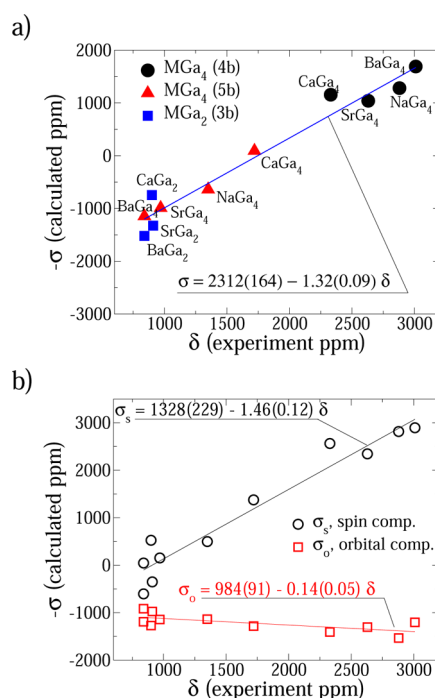 a)
2000
1000
0
-1000
-2000
-3000
-σ (calculated ppm)
MGa4 (4b)
MGa4 (5b)
MGa2 (3b)
BaGa4
CaGa4
NaGa4
SrGa4
CaGa4
CaGa2
NaGa4
BaGa4
SrGa4
SrGa2
BaGa2
σ = 2312(164) − 1.32(0.09) δ
1000 1500 2000 2500 3000
δ (experiment ppm)
b)
3000
2000
1000
0
-1000
-2000
-σ (calculated ppm)
σs = 1328(229) - 1.46(0.12) δ
σs, spin comp.
σo, orbital comp.
σo = 984(91) - 0.14(0.05) δ
1000 1500 2000 2500 3000
δ (experiment ppm)